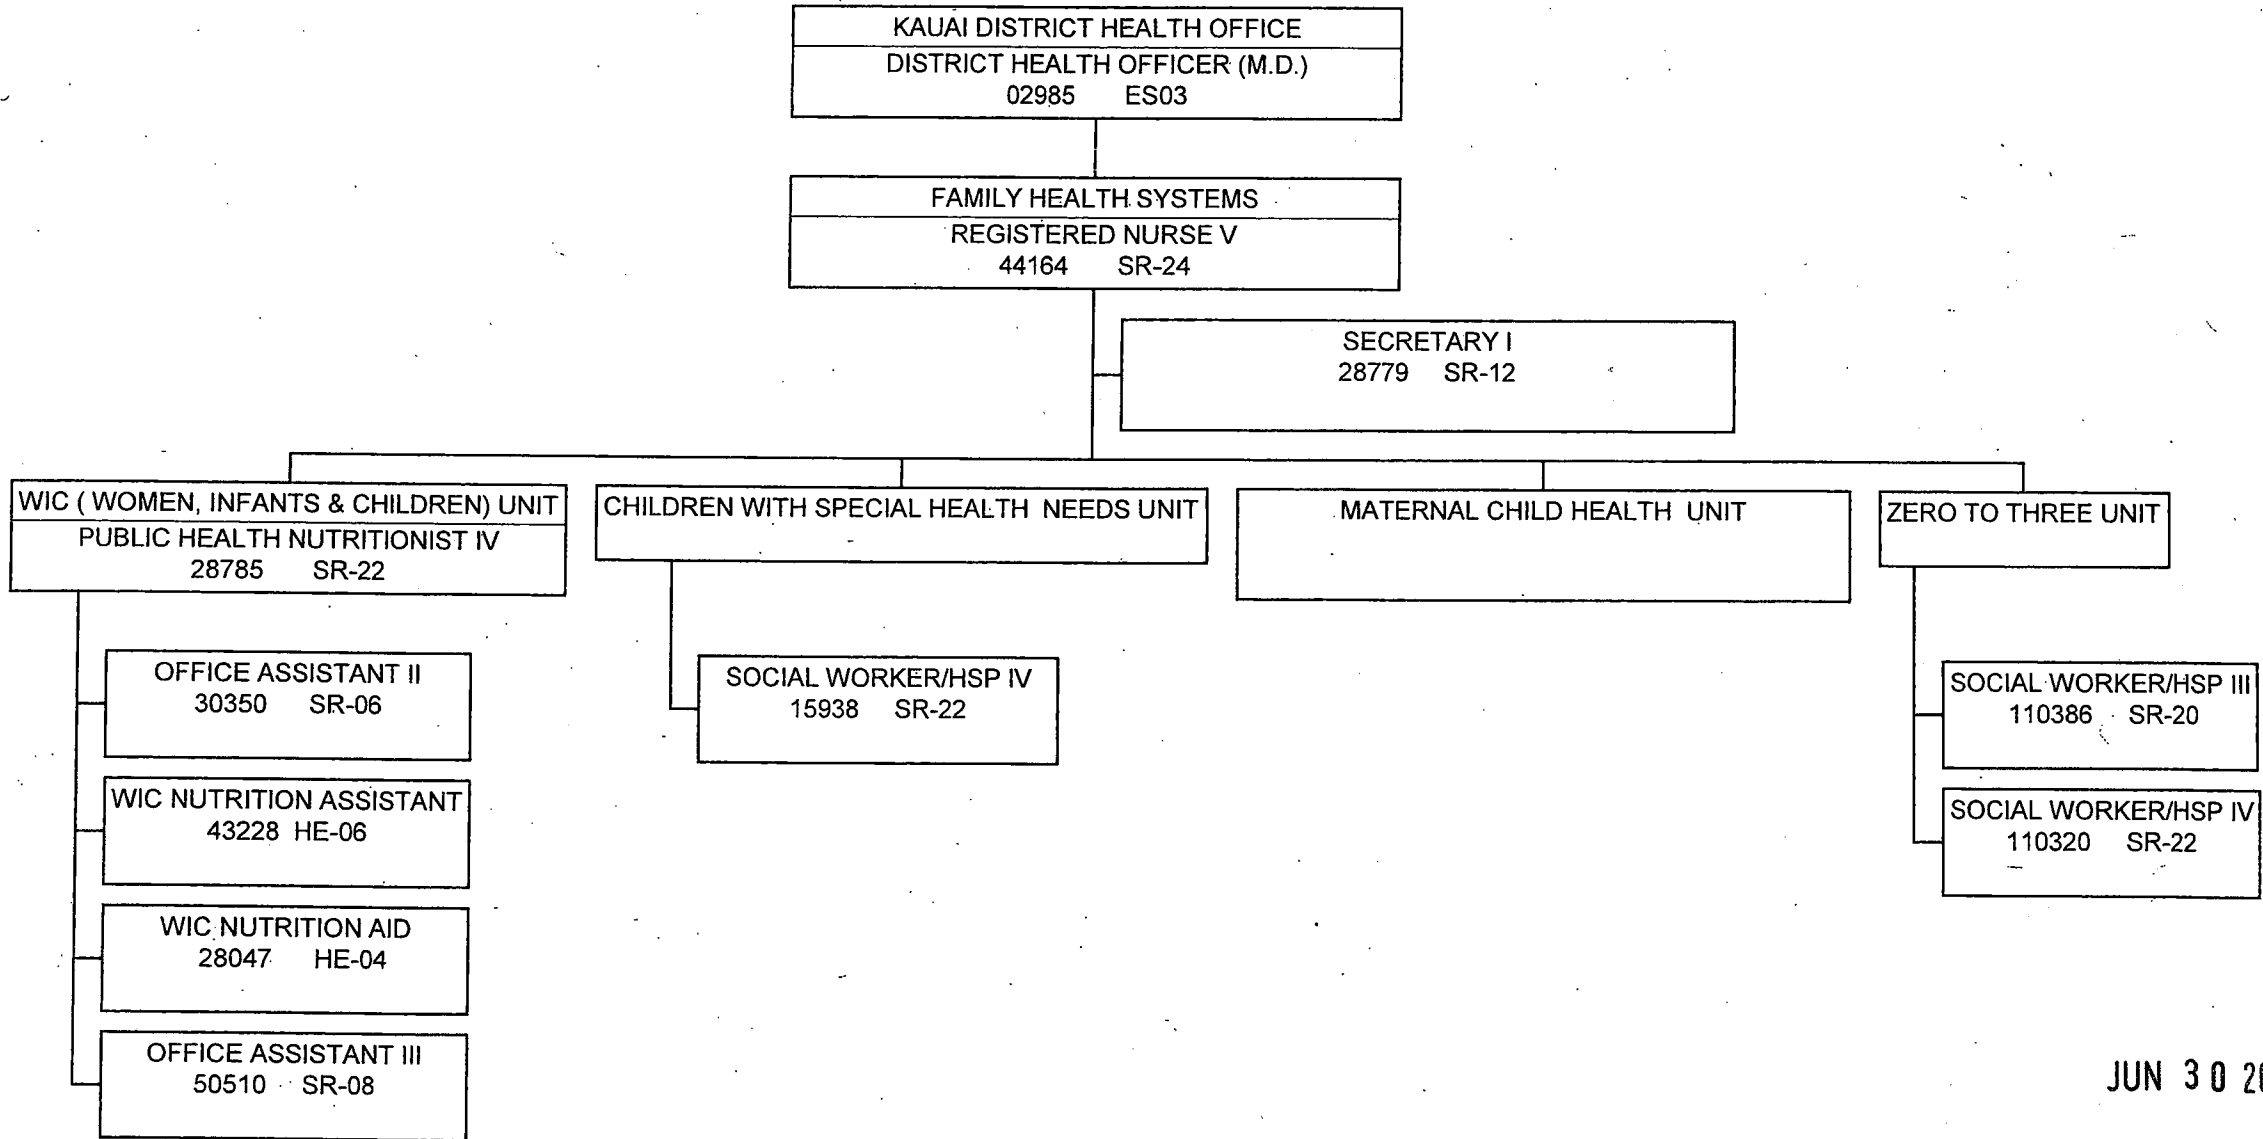 KAUAI DISTRICT HEALTH OFFICE
DISTRICT HEALTH OFFICER (M.D.)
02985 ES03
FAMILY HEALTH SYSTEMS
REGISTERED NURSE V
44164 SR-24
SECRETARY I
28779 SR-12
WIC ( WOMEN, INFANTS & CHILDREN) UNIT
PUBLIC HEALTH NUTRITIONIST IV
28785 SR-22
OFFICE ASSISTANT II
30350 SR-06
WIC NUTRITION ASSISTANT
43228 HE-06
WIC NUTRITION AID
28047 HE-04
OFFICE ASSISTANT III
50510 SR-08
CHILDREN WITH SPECIAL HEALTH NEEDS UNIT
SOCIAL WORKER/HSP IV
15938 SR-22
MATERNAL CHILD HEALTH UNIT
ZERO TO THREE UNIT
SOCIAL WORKER/HSP III
110386 SR-20
SOCIAL WORKER/HSP IV
110320 SR-22
JUN 30